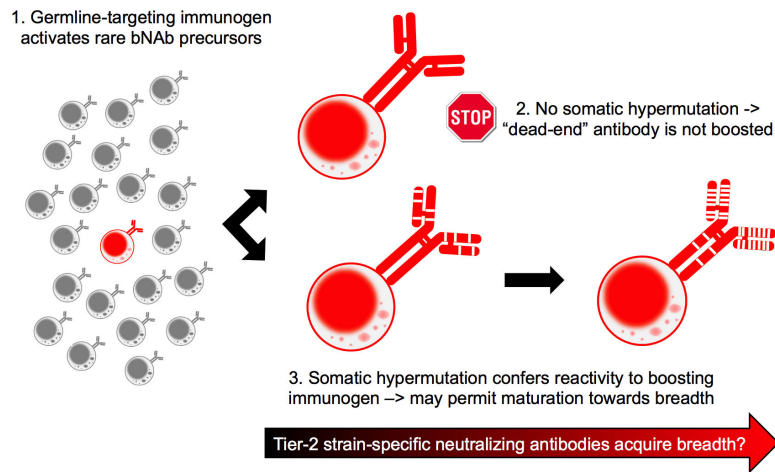 1. Germline-targeting immunogen
activates rare bNAb precursors
STOP
2. No somatic hypermutation ->
“dead-end” antibody is not boosted
3. Somatic hypermutation confers reactivity to boosting
immunogen –> may permit maturation towards breadth
Tier-2 strain-specific neutralizing antibodies acquire breadth?